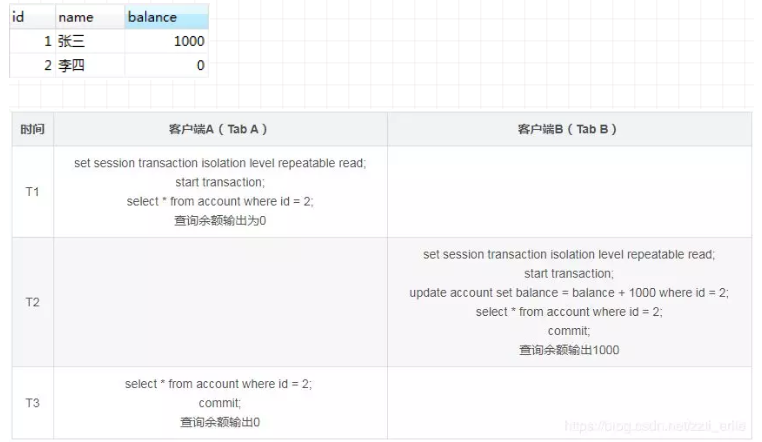 id name balance
1 张三 1000
2 李四 0
时间 客户端A（Tab A） 客户端B（Tab B）
set session transaction isolation level repeatable read;
start transaction;
T1
select * from account where id = 2;
查询余额输出为0
set session transaction isolation level repeatable read;
start transaction;
T2 update account set balance = balance + 1000 where id = 2;
select * from account where id = 2;
commit;
查询余额输出1000
select * from account where id = 2;
T3 commit;
查询余额输出0